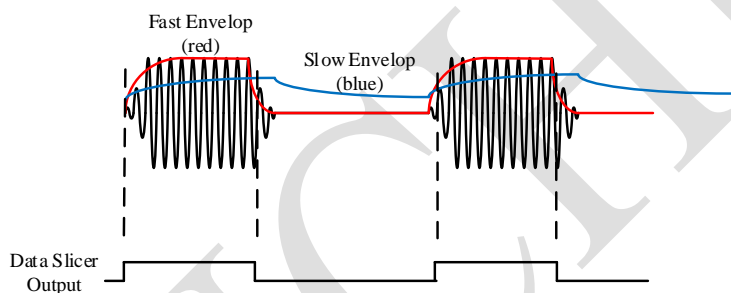 Fast Envelop
(red)
Slow Envelop
(blue)
Data Slicer
Output